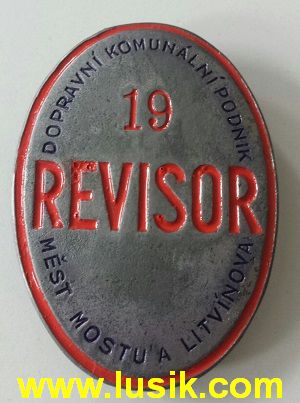 DOPRAVNÍ KOMUNÁLNÍ PODNIK
19
REVISOR
MĚST MOSTU A LITVÍNOVA
www.lusik.com